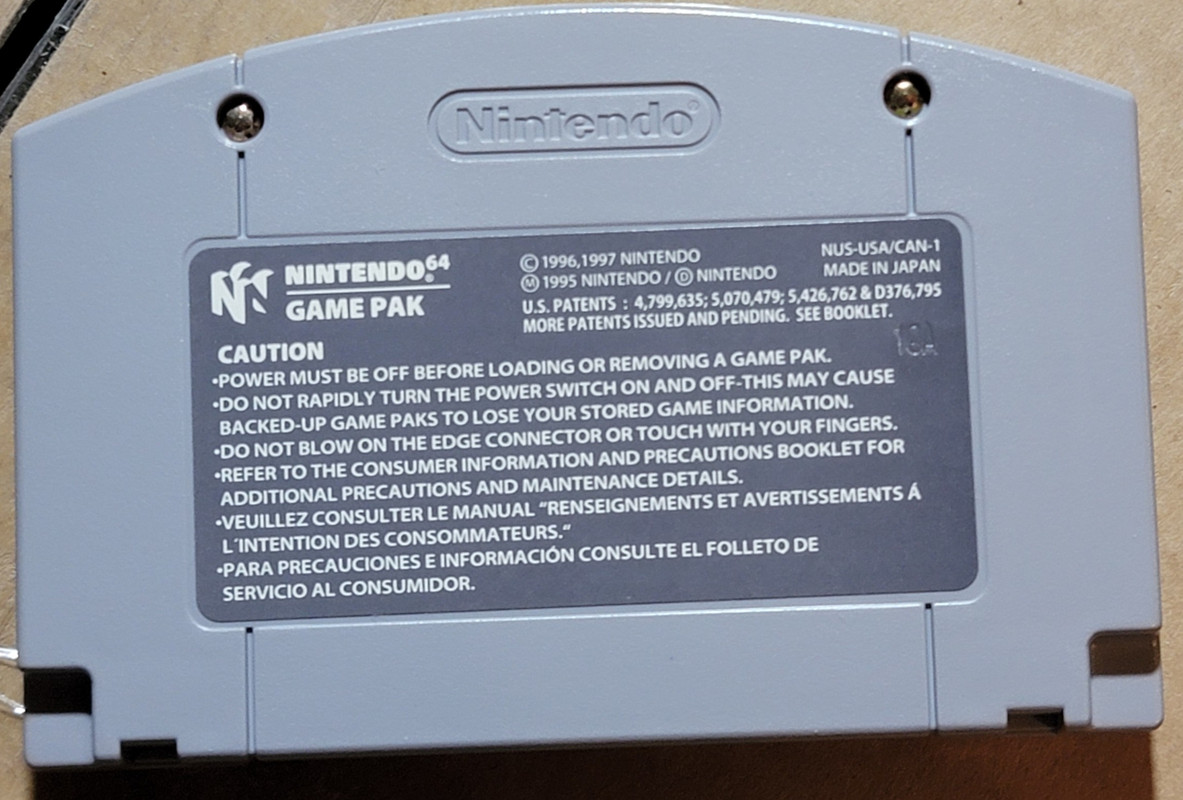 Nintendo®
NINTENDO64®
GAME PAK
© 1996,1997 NINTENDO
Ⓜ 1995 NINTENDO / Ⓓ NINTENDO
NUS-USA/CAN-1
MADE IN JAPAN
U.S. PATENTS : 4,799,635; 5,070,479; 5,426,762 & D376,795
MORE PATENTS ISSUED AND PENDING. SEE BOOKLET.
CAUTION
•POWER MUST BE OFF BEFORE LOADING OR REMOVING A GAME PAK.
•DO NOT RAPIDLY TURN THE POWER SWITCH ON AND OFF-THIS MAY CAUSE
BACKED-UP GAME PAKS TO LOSE YOUR STORED GAME INFORMATION.
•DO NOT BLOW ON THE EDGE CONNECTOR OR TOUCH WITH YOUR FINGERS.
•REFER TO THE CONSUMER INFORMATION AND PRECAUTIONS BOOKLET FOR
ADDITIONAL PRECAUTIONS AND MAINTENANCE DETAILS.
•VEUILLEZ CONSULTER LE MANUAL "RENSEIGNEMENTS ET AVERTISSEMENTS Á
L'INTENTION DES CONSOMMATEURS."
•PARA PRECAUCIONES E INFORMACIÓN CONSULTE EL FOLLETO DE
SERVICIO AL CONSUMIDOR.